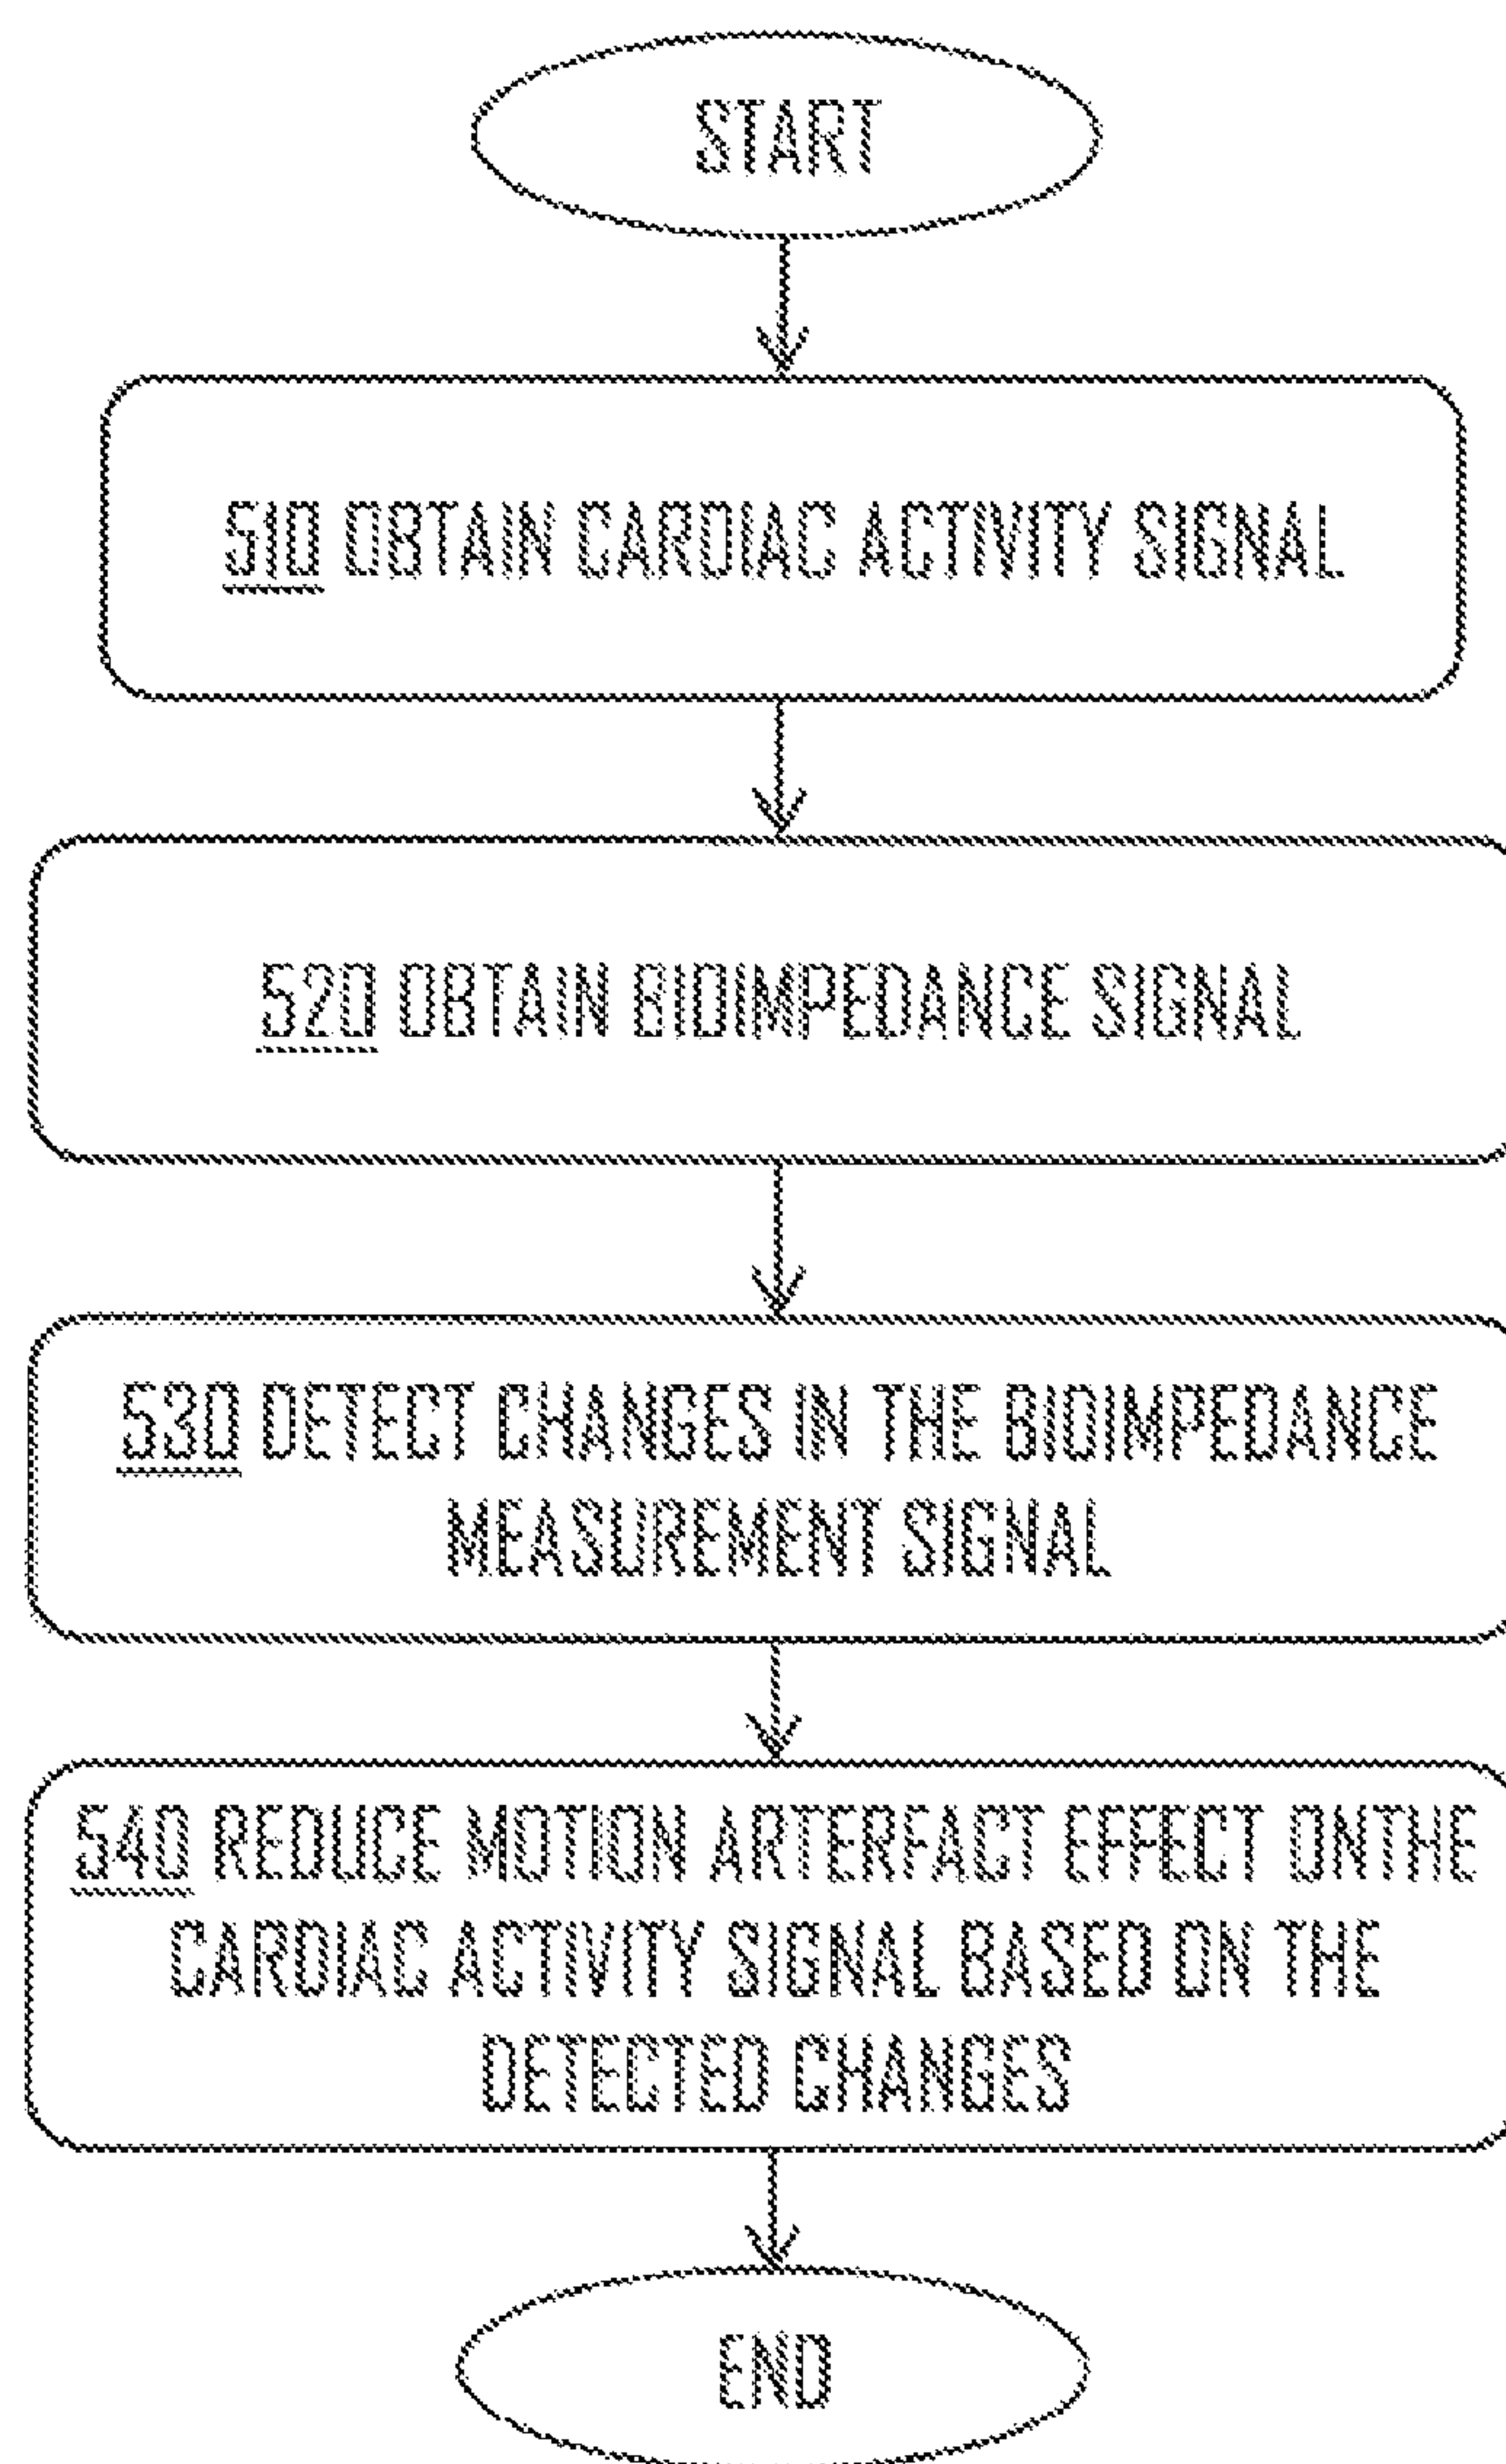 START
510 OBTAIN CARDIAC ACTIVITY SIGNAL
520 OBTAIN BIOIMPEDANCE SIGNAL
530 DETECT CHANGES IN THE BIOIMPEDANCE
MEASUREMENT SIGNAL
540 REDUCE MOTION ARTERFACT EFFECT ONTHE
CARDIAC ACTIVITY SIGNAL BASED ON THE
DETECTED CHANGES
END